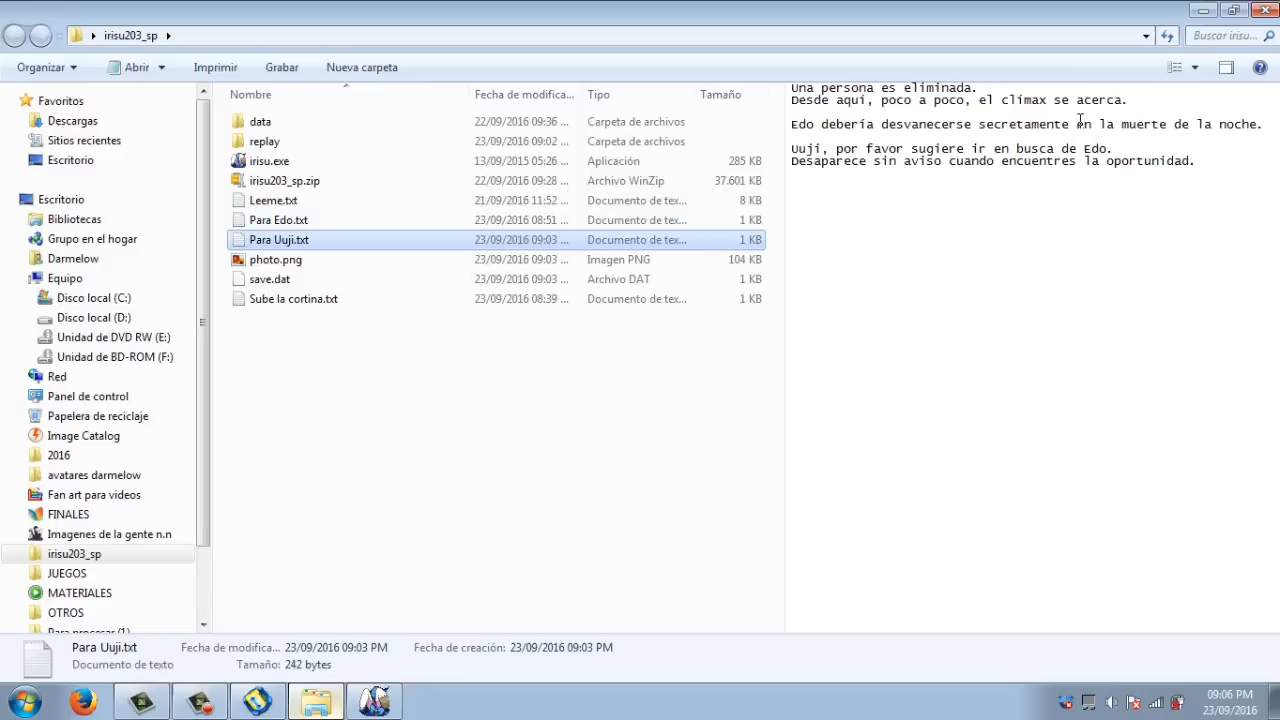 irisu203_sp
Buscar irisu...
Organizar
Abrir
Imprimir
Grabar
Nueva carpeta
Favoritos
Descargas
Sitios recientes
Escritorio
Escritorio
Bibliotecas
Grupo en el hogar
Darmelow
Equipo
Disco local (C:)
Disco local (D:)
Unidad de DVD RW (E:)
Unidad de BD-ROM (F:)
Red
Panel de control
Papelera de reciclaje
Image Catalog
2016
avatares darmelow
Fan art para videos
FINALES
Imagenes de la gente n.n
irisu203_sp
JUEGOS
MATERIALES
OTROS
Para procesar (1)
Nombre Fecha de modifica... Tipo Tamaño
data 22/09/2016 09:36 ... Carpeta de archivos
replay 22/09/2016 09:02 ... Carpeta de archivos
irisu.exe 13/09/2015 05:26 ... Aplicación 285 KB
irisu203_sp.zip 22/09/2016 09:28 ... Archivo WinZip 37.601 KB
Leeme.txt 21/09/2016 11:52 ... Documento de tex... 8 KB
Para Edo.txt 23/09/2016 08:51 ... Documento de tex... 1 KB
Para Uuji.txt 23/09/2016 09:03 ... Documento de tex... 1 KB
photo.png 23/09/2016 09:03 ... Imagen PNG 104 KB
save.dat 23/09/2016 09:03 ... Archivo DAT 1 KB
Sube la cortina.txt 23/09/2016 08:39 ... Documento de tex... 1 KB
Una persona es eliminada.
Desde aquí, poco a poco, el clímax se acerca.
Edo debería desvanecerse secretamente en la muerte de la noche.
Uuji, por favor sugiere ir en busca de Edo.
Desaparece sin aviso cuando encuentres la oportunidad.
Para Uuji.txt Fecha de modifica... 23/09/2016 09:03 PM Fecha de creación: 23/09/2016 09:03 PM
Documento de texto Tamaño: 242 bytes
09:06 PM
23/09/2016